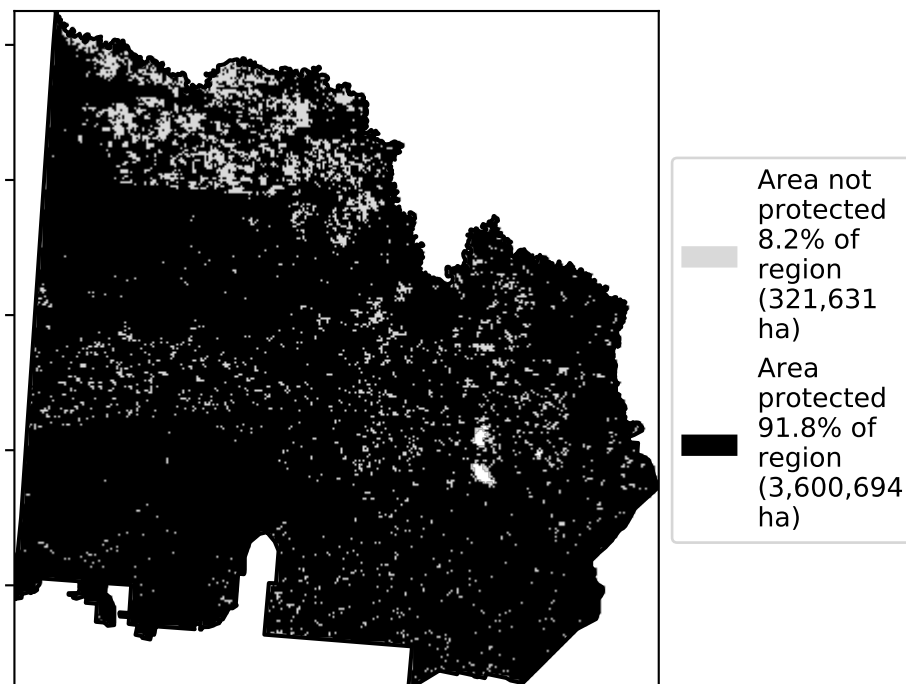 Area not
protected
8.2% of
region
(321,631
ha)
Area
protected
91.8% of
region
(3,600,694
ha)